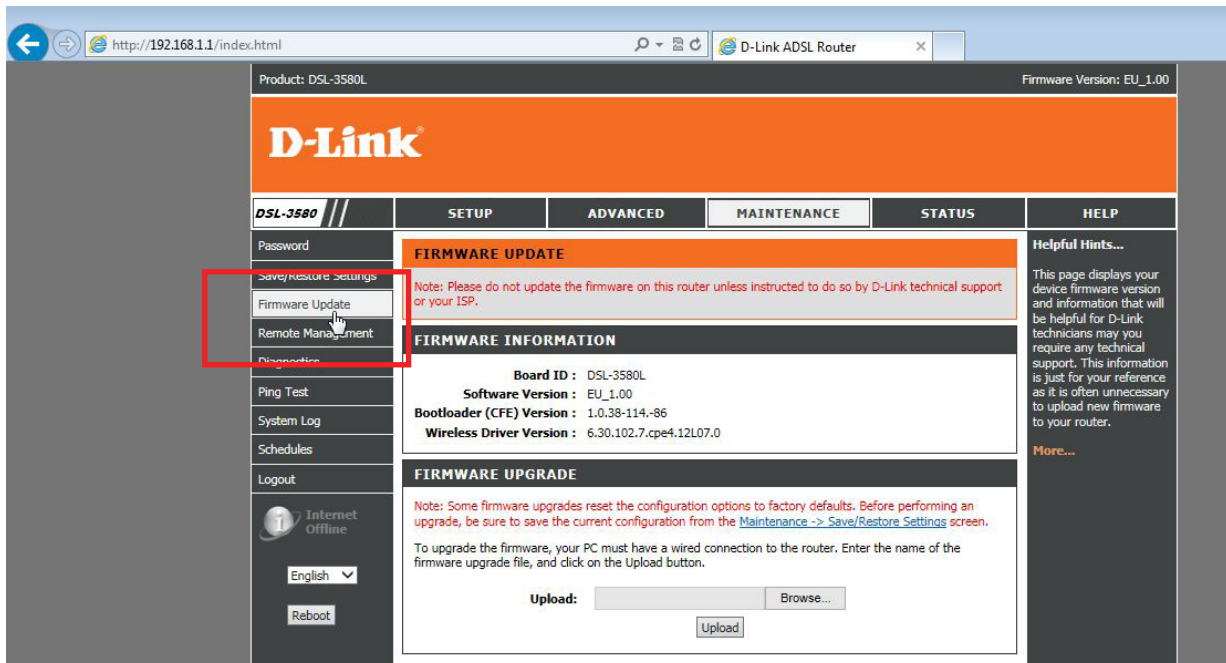 http://192.168.1.1/index.html
D-Link ADSL Router
Product: DSL-3580L
Firmware Version: EU_1.00
D-Link
DSL-3580
SETUP
ADVANCED
MAINTENANCE
STATUS
HELP
Password
Save/Restore Settings
Firmware Update
Remote Management
Diagnostics
Ping Test
System Log
Schedules
Logout
Internet
Offline
English
Reboot
FIRMWARE UPDATE
Note: Please do not update the firmware on this router unless instructed to do so by D-Link technical support
or your ISP.
FIRMWARE INFORMATION
Board ID : DSL-3580L
Software Version : EU_1.00
Bootloader (CFE) Version : 1.0.38-114.-86
Wireless Driver Version : 6.30.102.7.cpe4.12L07.0
FIRMWARE UPGRADE
Note: Some firmware upgrades reset the configuration options to factory defaults. Before performing an
upgrade, be sure to save the current configuration from the Maintenance -> Save/Restore Settings screen.
To upgrade the firmware, your PC must have a wired connection to the router. Enter the name of the
firmware upgrade file, and click on the Upload button.
Upload:
Browse...
Upload
Helpful Hints...
This page displays your
device firmware version
and information that will
be helpful for D-Link
technicians may you
require any technical
support. This information
is just for your reference
as it is often unnecessary
to upload new firmware
to your router.
More...